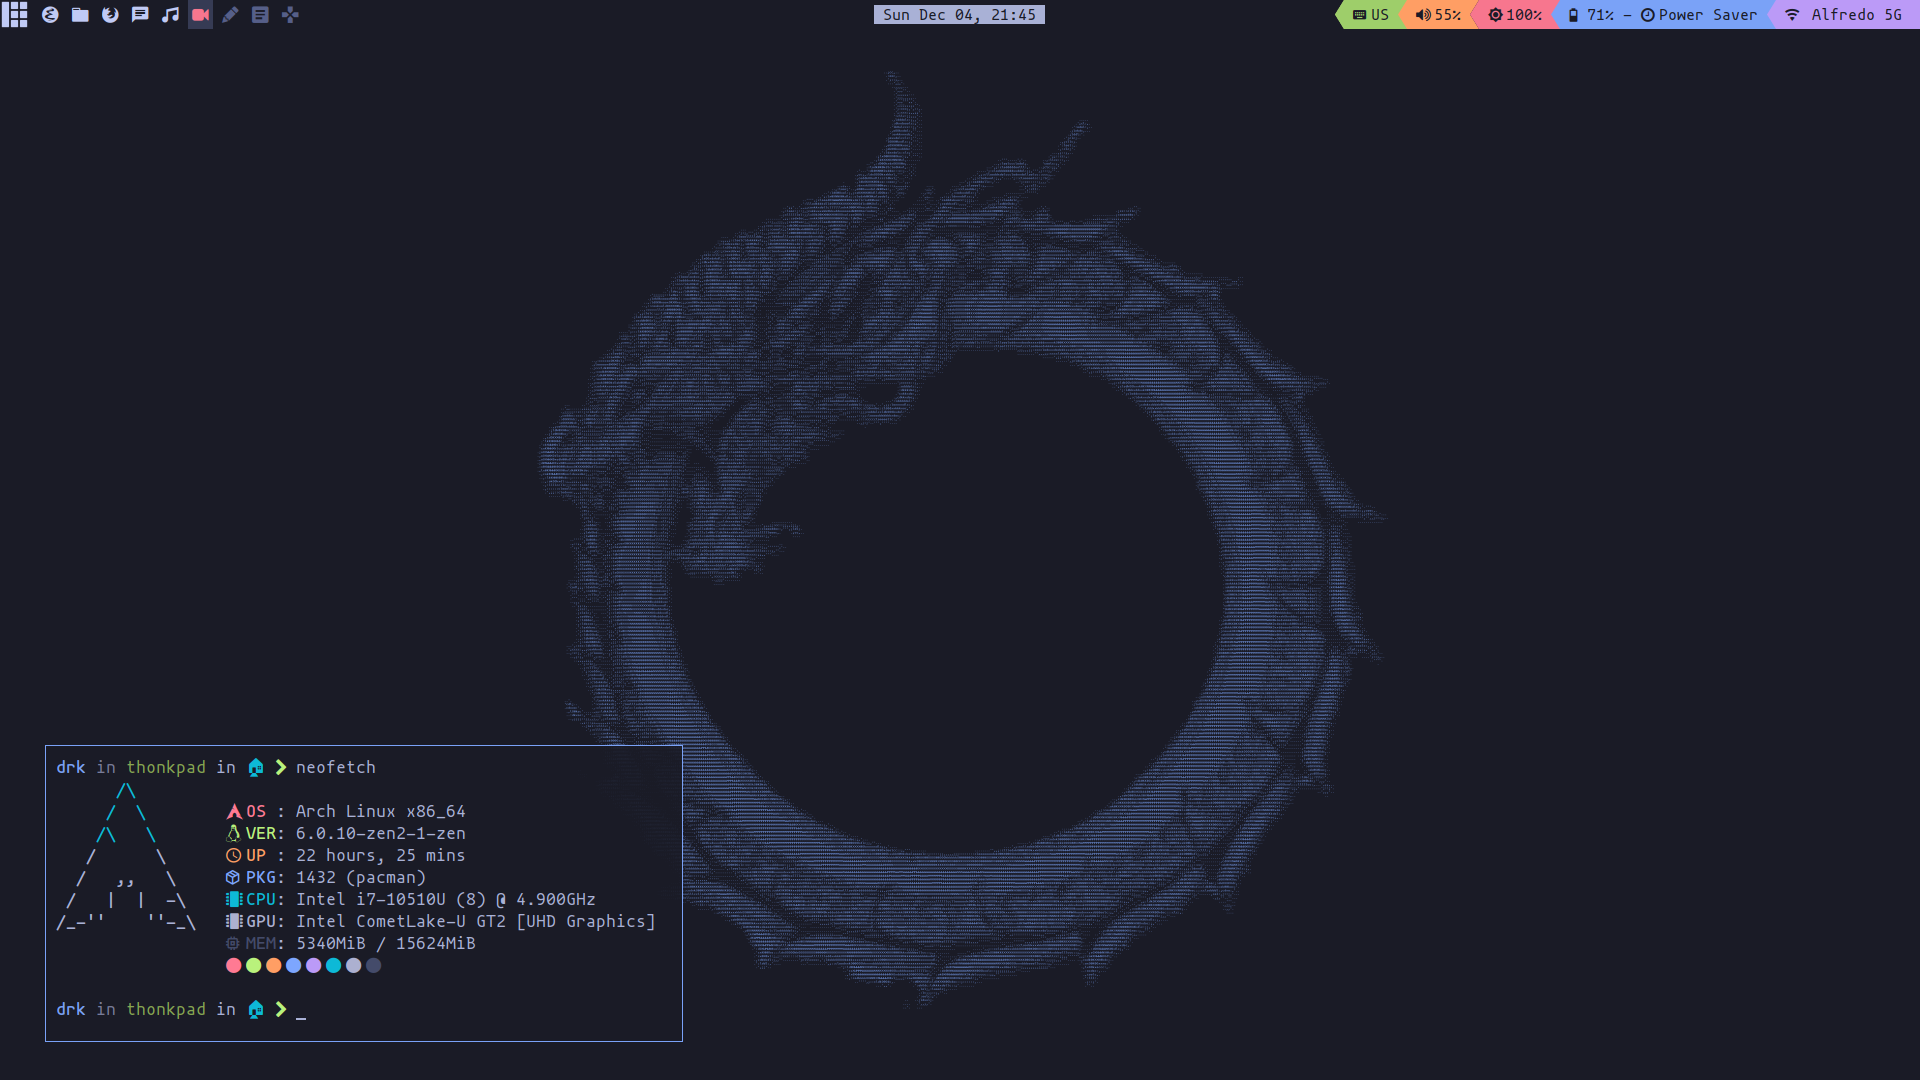 Sun Dec 04, 21:45
US
55%
100%
71% - Power Saver
Alfredo 5G
drk in thonkpad in neofetch
/\
/  \
/\   \
/      \
/   ,,   \
/   |  |  -\
/_-''    ''-_\
OS : Arch Linux x86_64
VER: 6.0.10-zen2-1-zen
UP : 22 hours, 25 mins
PKG: 1432 (pacman)
CPU: Intel i7-10510U (8) @ 4.900GHz
GPU: Intel CometLake-U GT2 [UHD Graphics]
MEM: 5340MiB / 15624MiB
drk in thonkpad in _